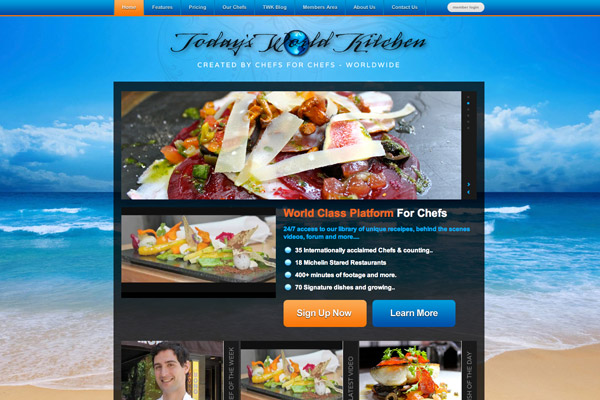 Home Features Pricing Our Chefs TWK Blog Members Area About Us Contact Us member login
Today's World Kitchen
CREATED BY CHEFS FOR CHEFS - WORLDWIDE
World Class Platform For Chefs
24/7 access to our library of unique receipes, behind the scenes
videos, forum and more....
35 Internationally acclaimed Chefs & counting..
18 Michelin Stared Restaurants
400+ minutes of footage and more.
70 Signature dishes and growing..
Sign Up Now Learn More
EF OF THE WEEK
LATEST VIDEO
SH OF THE DAY